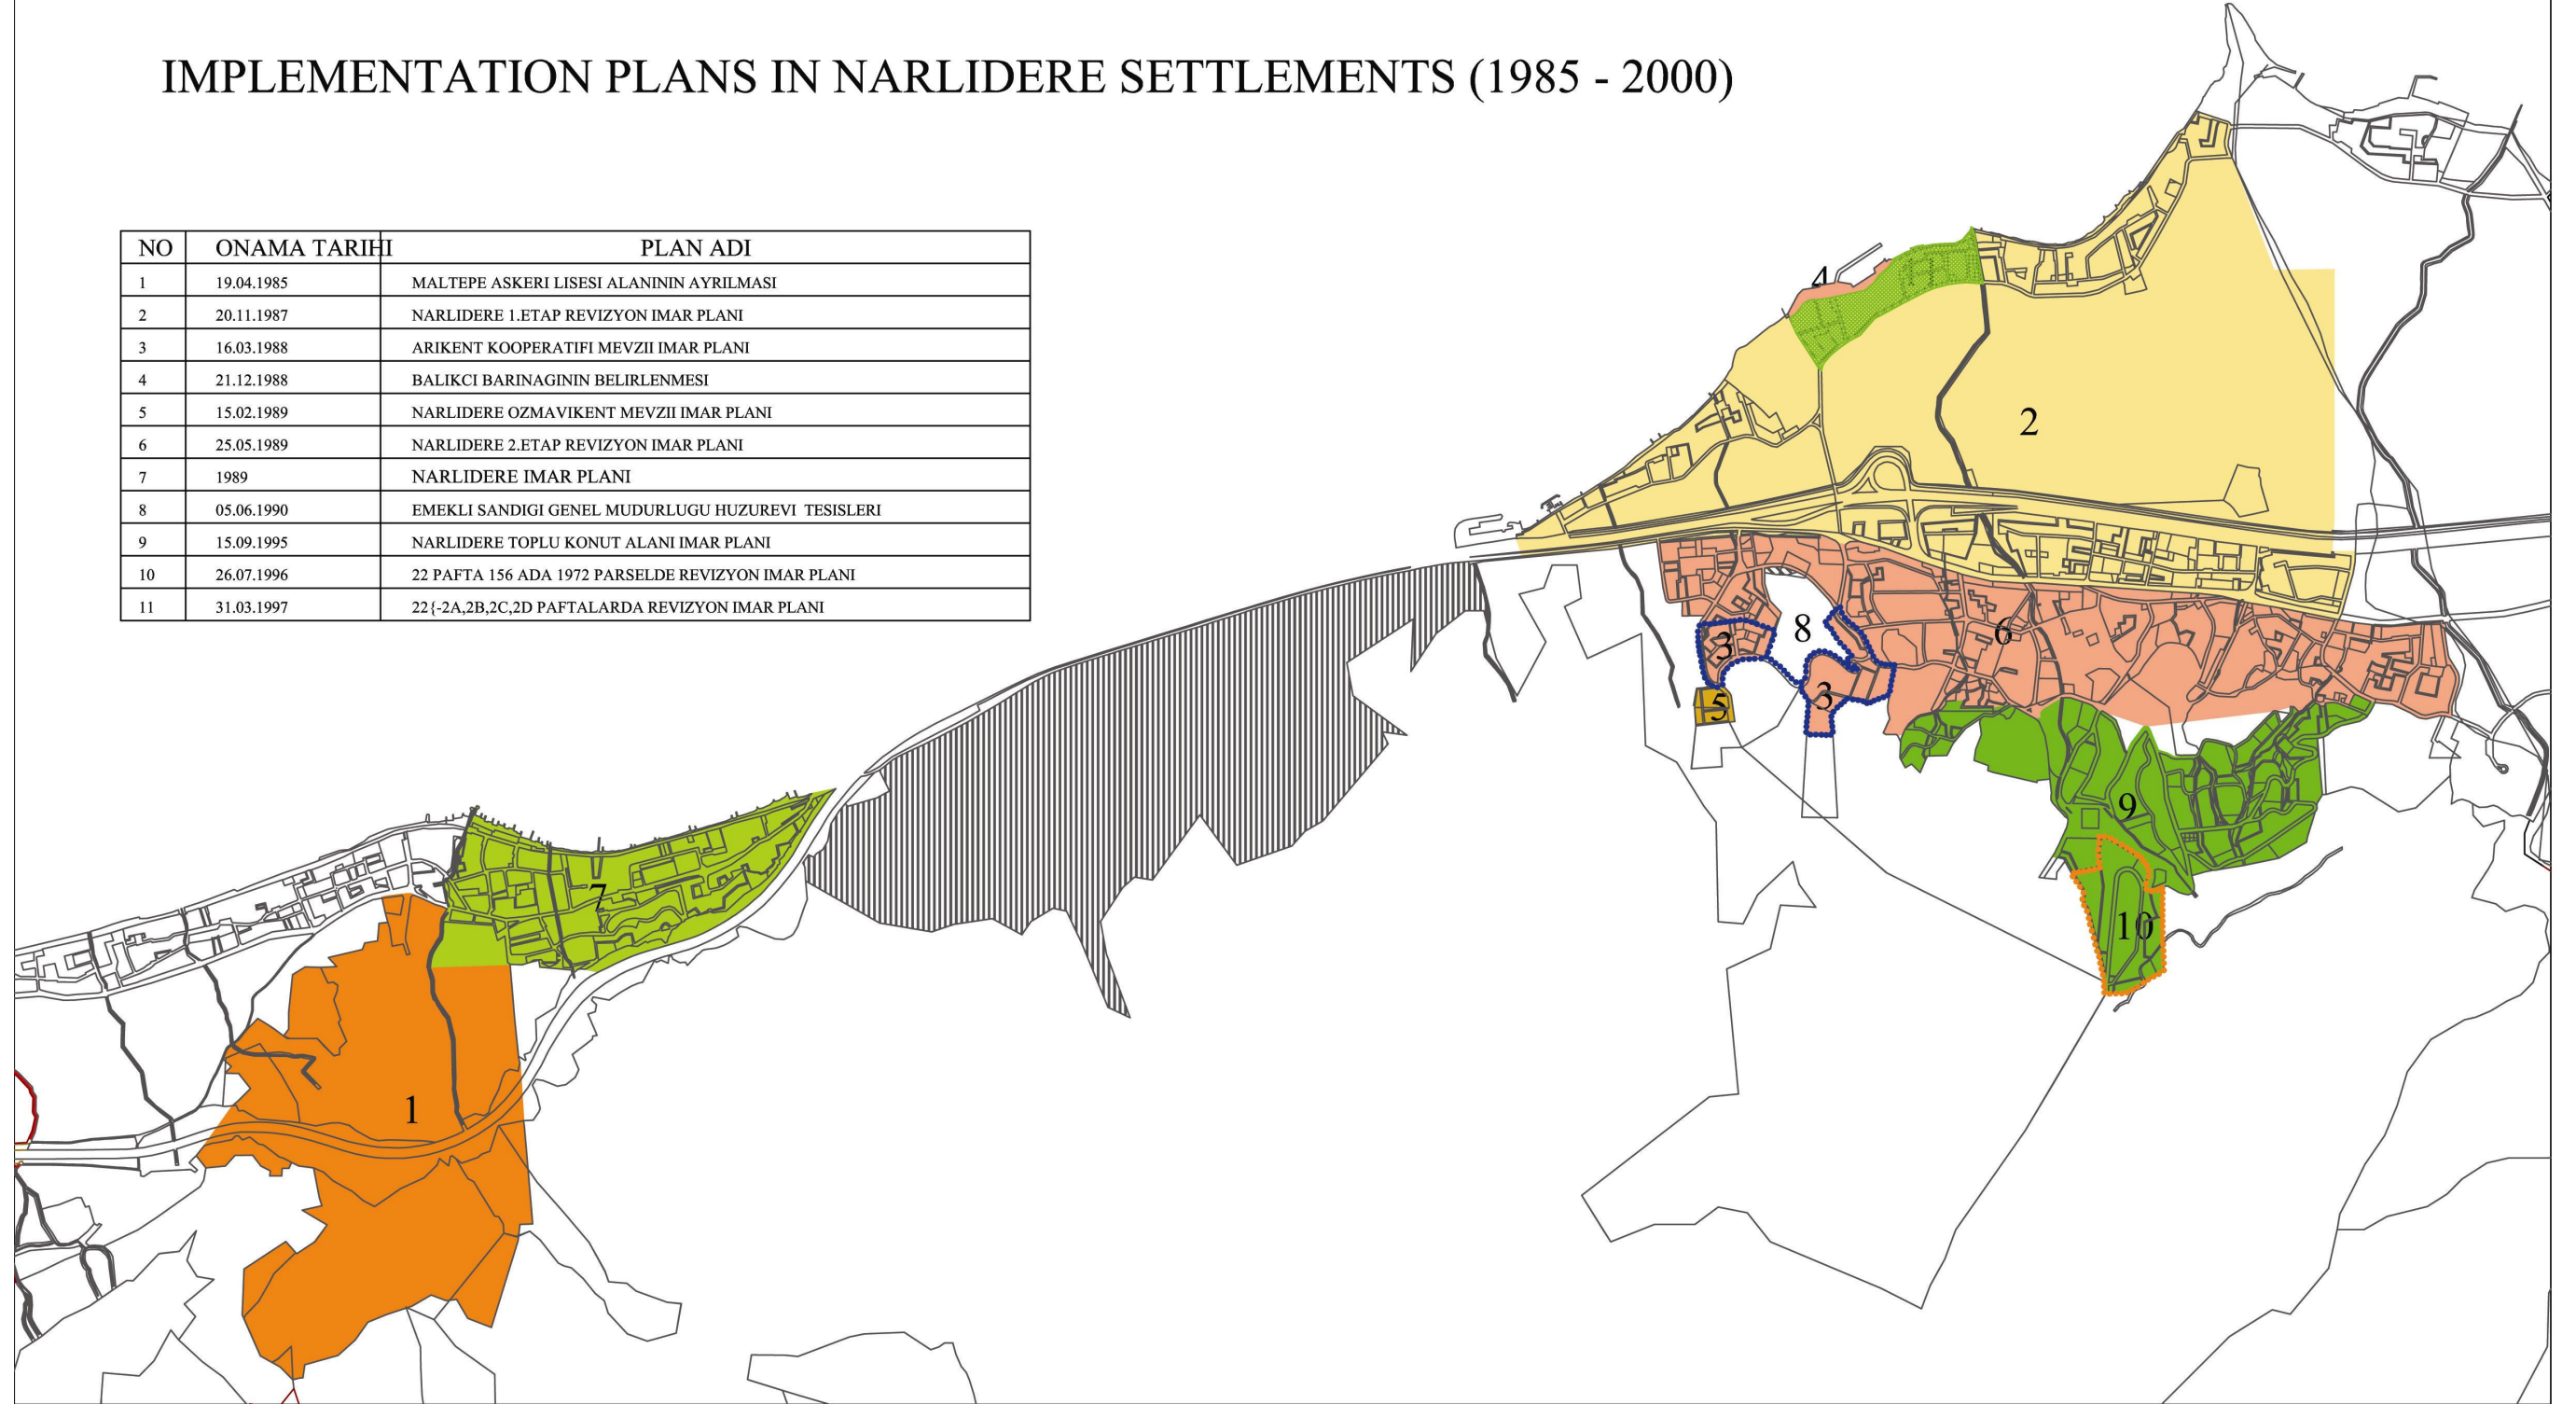 IMPLEMENTATION PLANS IN NARLIDERE SETTLEMENTS (1985 - 2000)
NO ONAMA TARIHI PLAN ADI
1 19.04.1985 MALTEPE ASKERI LISESI ALANININ AYRILMASI
2 20.11.1987 NARLIDERE 1.ETAP REVIZYON IMAR PLANI
3 16.03.1988 ARIKENT KOOPERATIFI MEVZII IMAR PLANI
4 21.12.1988 BALIKCI BARINAGININ BELIRLENMESI
5 15.02.1989 NARLIDERE OZMAVIKENT MEVZII IMAR PLANI
6 25.05.1989 NARLIDERE 2.ETAP REVIZYON IMAR PLANI
7 1989 NARLIDERE IMAR PLANI
8 05.06.1990 EMEKLI SANDIGI GENEL MUDURLUGU HUZUREVI TESISLERI
9 15.09.1995 NARLIDERE TOPLU KONUT ALANI IMAR PLANI
10 26.07.1996 22 PAFTA 156 ADA 1972 PARSELDE REVIZYON IMAR PLANI
11 31.03.1997 22{-2A,2B,2C,2D PAFTALARDA REVIZYON IMAR PLANI
4
2
8
6
3
3
5
9
7
10
1